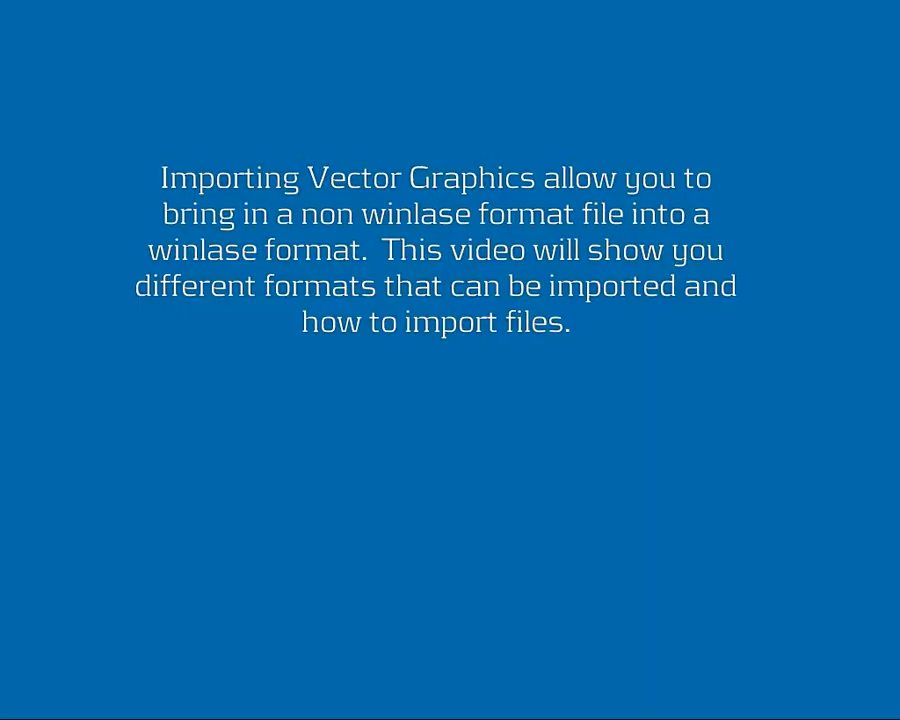 Importing Vector Graphics allow you to
bring in a non winlase format file into a
winlase format.  This video will show you
different formats that can be imported and
how to import files.